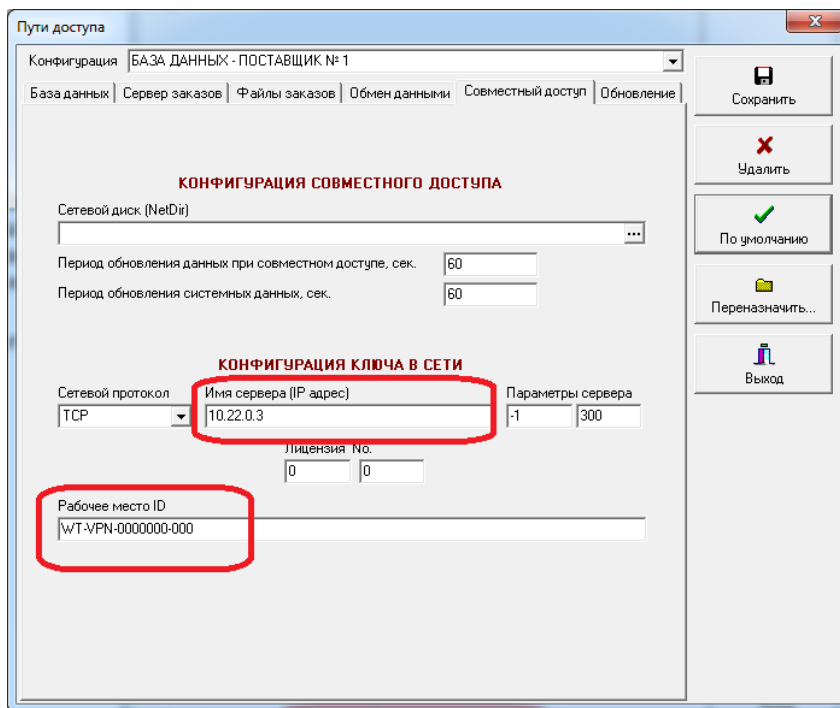 Пути доступа
Конфигурация БАЗА ДАННЫХ - ПОСТАВЩИК № 1
База данных Сервер заказов Файлы заказов Обмен данными Совместный доступ Обновление
КОНФИГУРАЦИЯ СОВМЕСТНОГО ДОСТУПА
Сетевой диск (NetDir)
...
Период обновления данных при совместном доступе, сек. 60
Период обновления системных данных, сек. 60
КОНФИГУРАЦИЯ КЛЮЧА В СЕТИ
Сетевой протокол Имя сервера (IP адрес) Параметры сервера
TCP 10.22.0.3 -1 300
Лицензия No.
0 0
Рабочее место ID
WT-VPN-0000000-000
Сохранить
Удалить
По умолчанию
Переназначить...
Выход